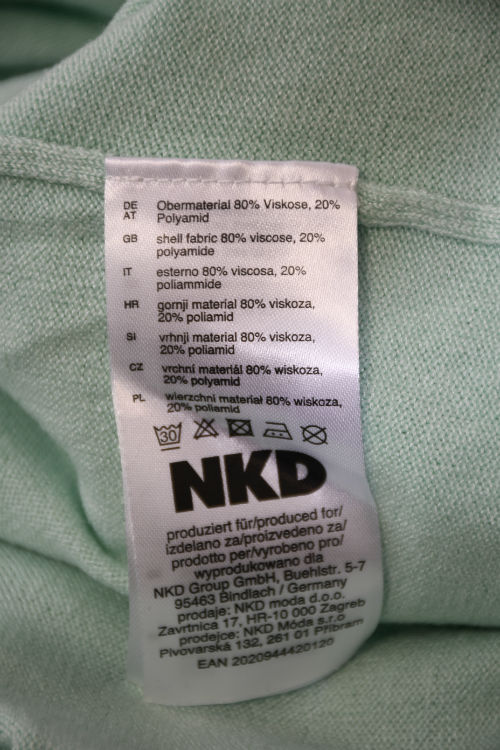 DE Obermaterial 80% Viskose, 20%
AT Polyamid
GB shell fabric 80% viscose, 20%
polyamide
IT esterno 80% viscosa, 20%
poliammide
HR gornji material 80% viskoza,
20% poliamid
SI vrhnji material 80% viskoza,
20% poliamid
CZ vrchní materiál 80% wiskoza,
20% polyamid
PL wierzchni materiał 80% wiskoza,
20% poliamid
30
NKD
produziert für/produced for/
izdelano za/proizvedeno za/
prodotto per/vyrobeno pro/
wyprodukowano dla
NKD Group GmbH, Buehlstr. 5-7
95463 Bindlach / Germany
prodaje: NKD moda d.o.o.
Zavrtnica 17, HR-10 000 Zagreb
prodejce: NKD Móda s.r.o
Pivovarská 132, 261 01 Příbram
EAN 2020944420120